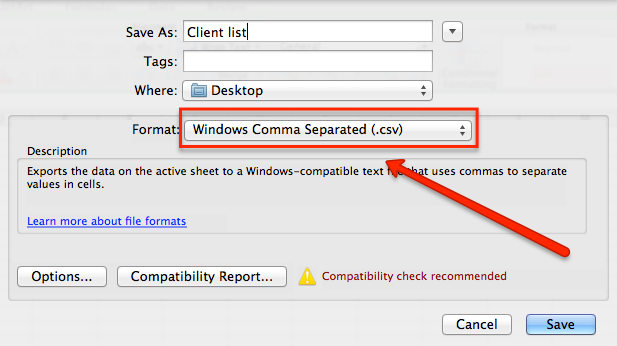 Save As: Client list
Tags:
Where: Desktop
Format: Windows Comma Separated (.csv)
Description
Exports the data on the active sheet to a Windows-compatible text that uses commas to separate
values in cells.
Learn more about file formats
Options... Compatibility Report... Compatibility check recommended
Cancel Save